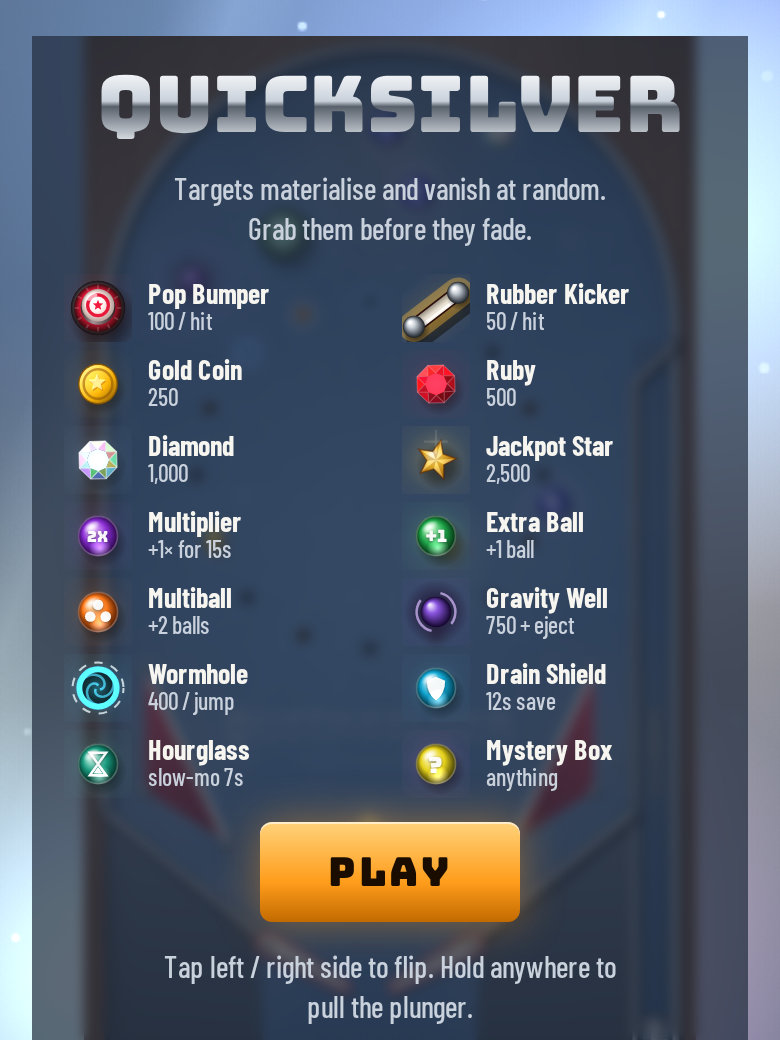 QUICKSILVER
Targets materialise and vanish at random.
Grab them before they fade.
Pop Bumper
100 / hit
Rubber Kicker
50 / hit
Gold Coin
250
Ruby
500
Diamond
1,000
Jackpot Star
2,500
2X
Multiplier
+1× for 15s
+1
Extra Ball
+1 ball
Multiball
+2 balls
Gravity Well
750 + eject
Wormhole
400 / jump
Drain Shield
12s save
Hourglass
slow-mo 7s
?
Mystery Box
anything
PLAY
Tap left / right side to flip. Hold anywhere to
pull the plunger.